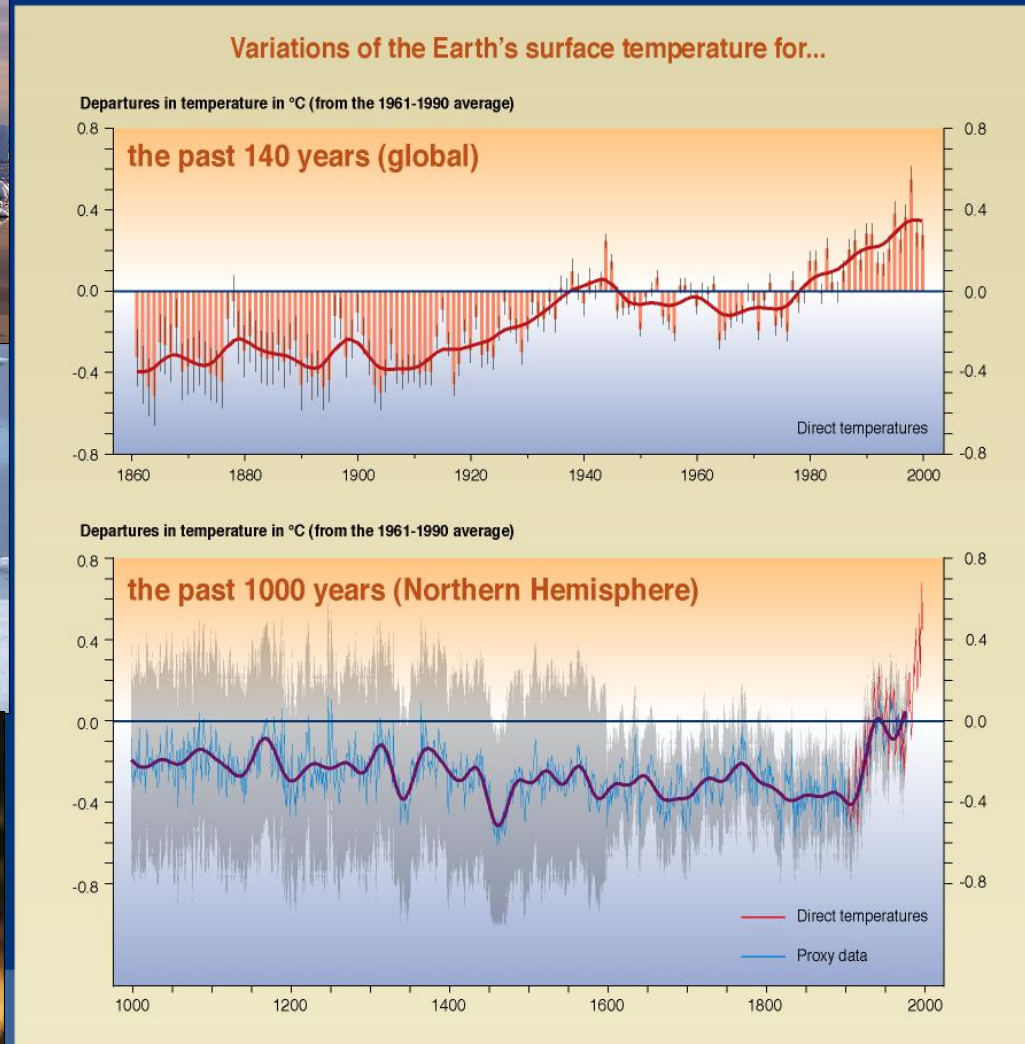 Variations of the Earth's surface temperature for...
Departures in temperature in °C (from the 1961-1990 average)
the past 140 years (global)
0.8 0.8
0.4 0.4
0.0 0.0
-0.4 -0.4
Direct temperatures
-0.8 -0.8
1860 1880 1900 1920 1940 1960 1980 2000
Departures in temperature in °C (from the 1961-1990 average)
0.8 0.8
the past 1000 years (Northern Hemisphere)
0.4 0.4
0.0 0.0
-0.4 -0.4
-0.8 -0.8
Direct temperatures
Proxy data
1000 1200 1400 1600 1800 2000